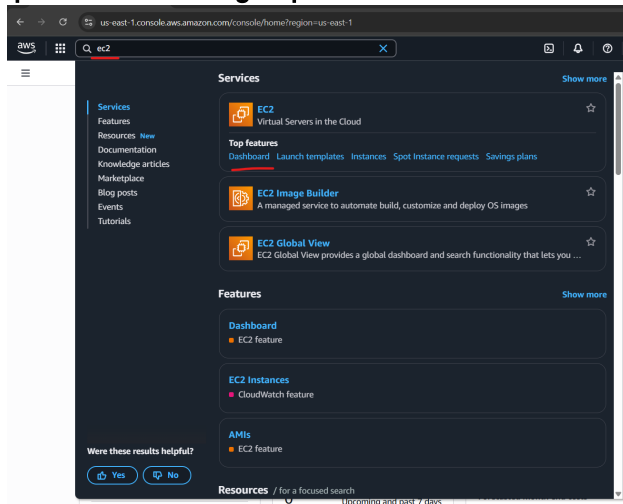 us-east-1.console.aws.amazon.com/console/home?region=us-east-1
aws
ec2
Services
Show more
Services
Features
Resources New
Documentation
Knowledge articles
Marketplace
Blog posts
Events
Tutorials
EC2
Virtual Servers in the Cloud
Top features
Dashboard Launch templates Instances Spot Instance requests Savings plans
EC2 Image Builder
A managed service to automate build, customize and deploy OS images
EC2 Global View
EC2 Global View provides a global dashboard and search functionality that lets you ...
Features
Show more
Dashboard
EC2 feature
EC2 Instances
CloudWatch feature
AMIs
EC2 feature
Were these results helpful?
Yes
No
Resources / for a focused search
Upcoming and past 7 days